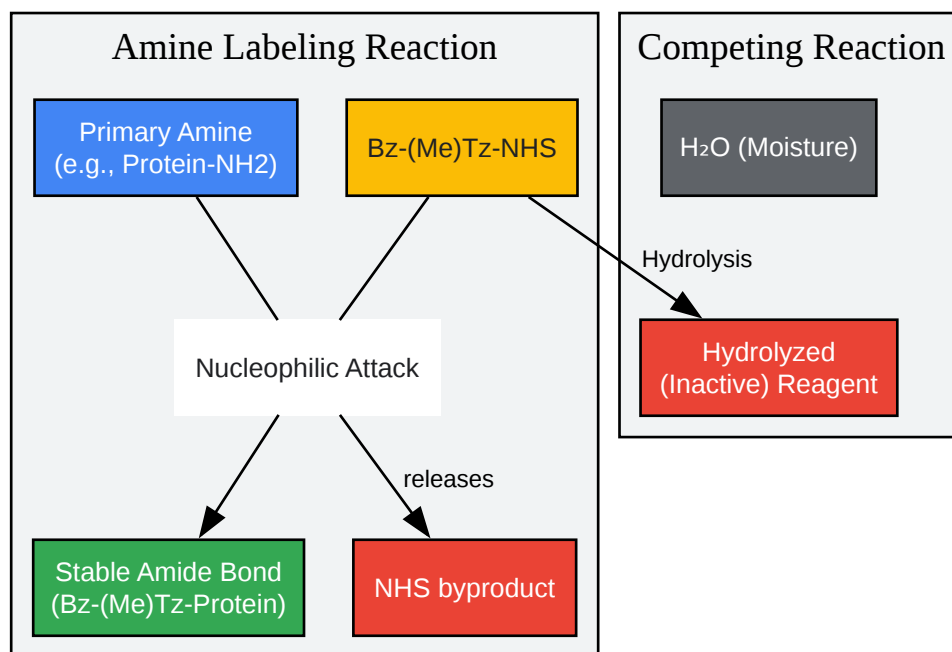 Amine Labeling Reaction
Primary Amine
(e.g., Protein-NH2)
Bz-(Me)Tz-NHS
Nucleophilic Attack
releases
Stable Amide Bond
(Bz-(Me)Tz-Protein)
NHS byproduct
Competing Reaction
H₂O (Moisture)
Hydrolysis
Hydrolyzed
(Inactive) Reagent